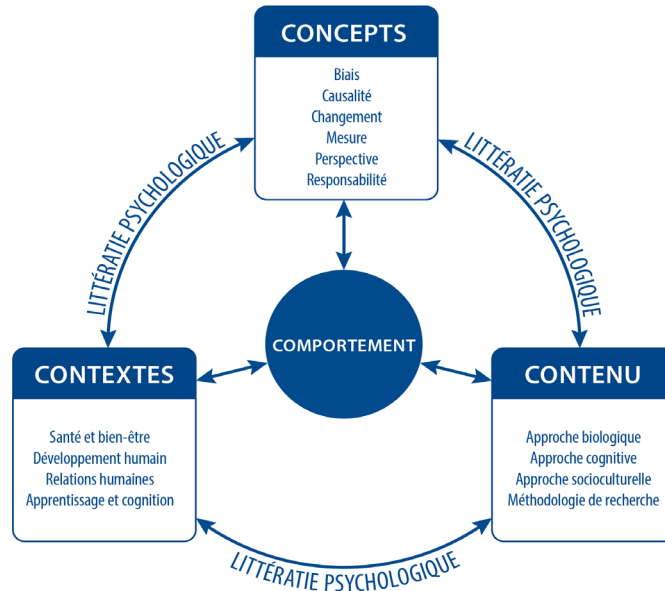 CONCEPTS
Biais
Causalité
Changement
Mesure
Perspective
Responsabilité
LITTÉRATIE PSYCHOLOGIQUE
LITTÉRATIE PSYCHOLOGIQUE
COMPORTEMENT
CONTEXTES
Santé et bien-être
Développement humain
Relations humaines
Apprentissage et cognition
CONTENU
Approche biologique
Approche cognitive
Approche socioculturelle
Méthodologie de recherche
LITTÉRATIE PSYCHOLOGIQUE